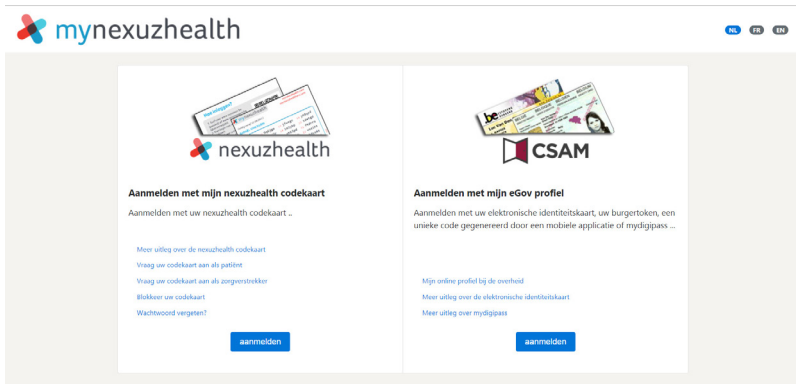 mynexuzhealth
NL FR EN
nexuzhealth
Aanmelden met mijn nexuzhealth codekaart
Aanmelden met uw nexuzhealth codekaart ..
Meer uitleg over de nexuzhealth codekaart
Vraag uw codekaart aan als patiënt
Vraag uw codekaart aan als zorgverstrekker
Blokkeer uw codekaart
Wachtwoord vergeten?
aanmelden
.be
CSAM
Aanmelden met mijn eGov profiel
Aanmelden met uw elektronische identiteitskaart, uw burgertoken, een
unieke code gegenereerd door een mobiele applicatie of mydigipass ...
Mijn online profiel bij de overheid
Meer uitleg over de elektronische identiteitskaart
Meer uitleg over mydigipass
aanmelden